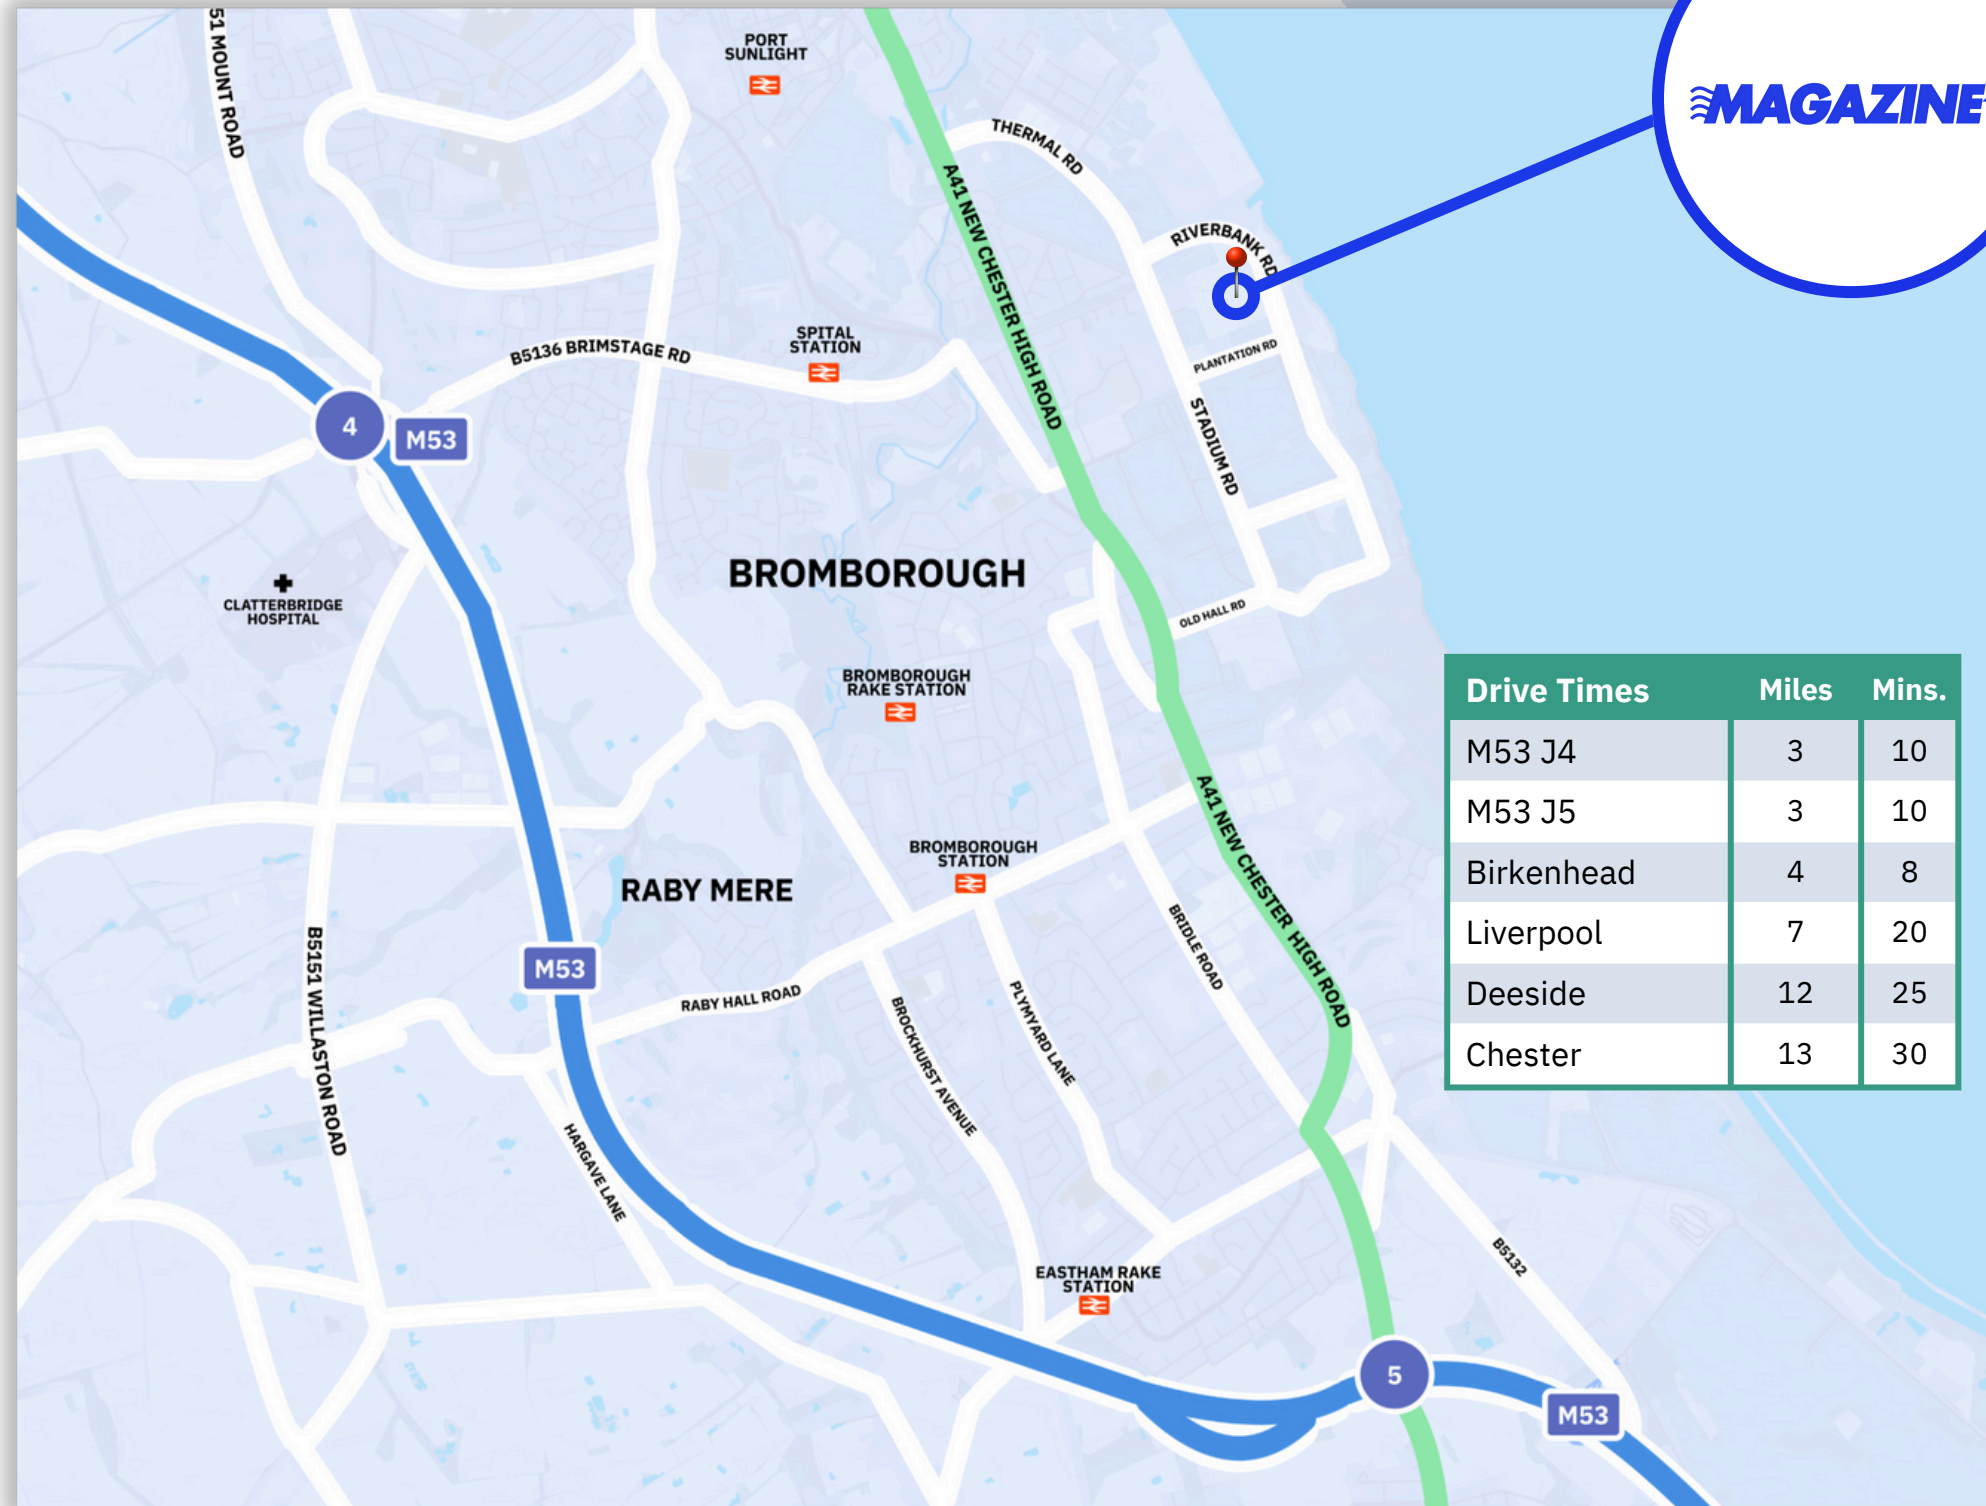 PORT
SUNLIGHT
51 MOUNT ROAD
MAGAZINE
THERMAL RD
A41 NEW CHESTER HIGH ROAD
RIVERBANK RD
SPITAL
STATION
B5136 BRIMSTAGE RD
PLANTATION RD
4
M53
STADIUM RD
BROMBOROUGH
CLATTERBRIDGE
HOSPITAL
OLD HALL RD
BROMBOROUGH
RAKE STATION
Drive Times Miles Mins.
M53 J4 3 10
M53 J5 3 10
Birkenhead 4 8
Liverpool 7 20
Deeside 12 25
Chester 13 30
A41 NEW CHESTER HIGH ROAD
BROMBOROUGH
STATION
RABY MERE
BRIDLE ROAD
B5151 WILLASTON ROAD
M53
RABY HALL ROAD
BROCKHURST AVENUE
PLYMYARD LANE
HARGAVE LANE
B5132
EASTHAM RAKE
STATION
5
M53